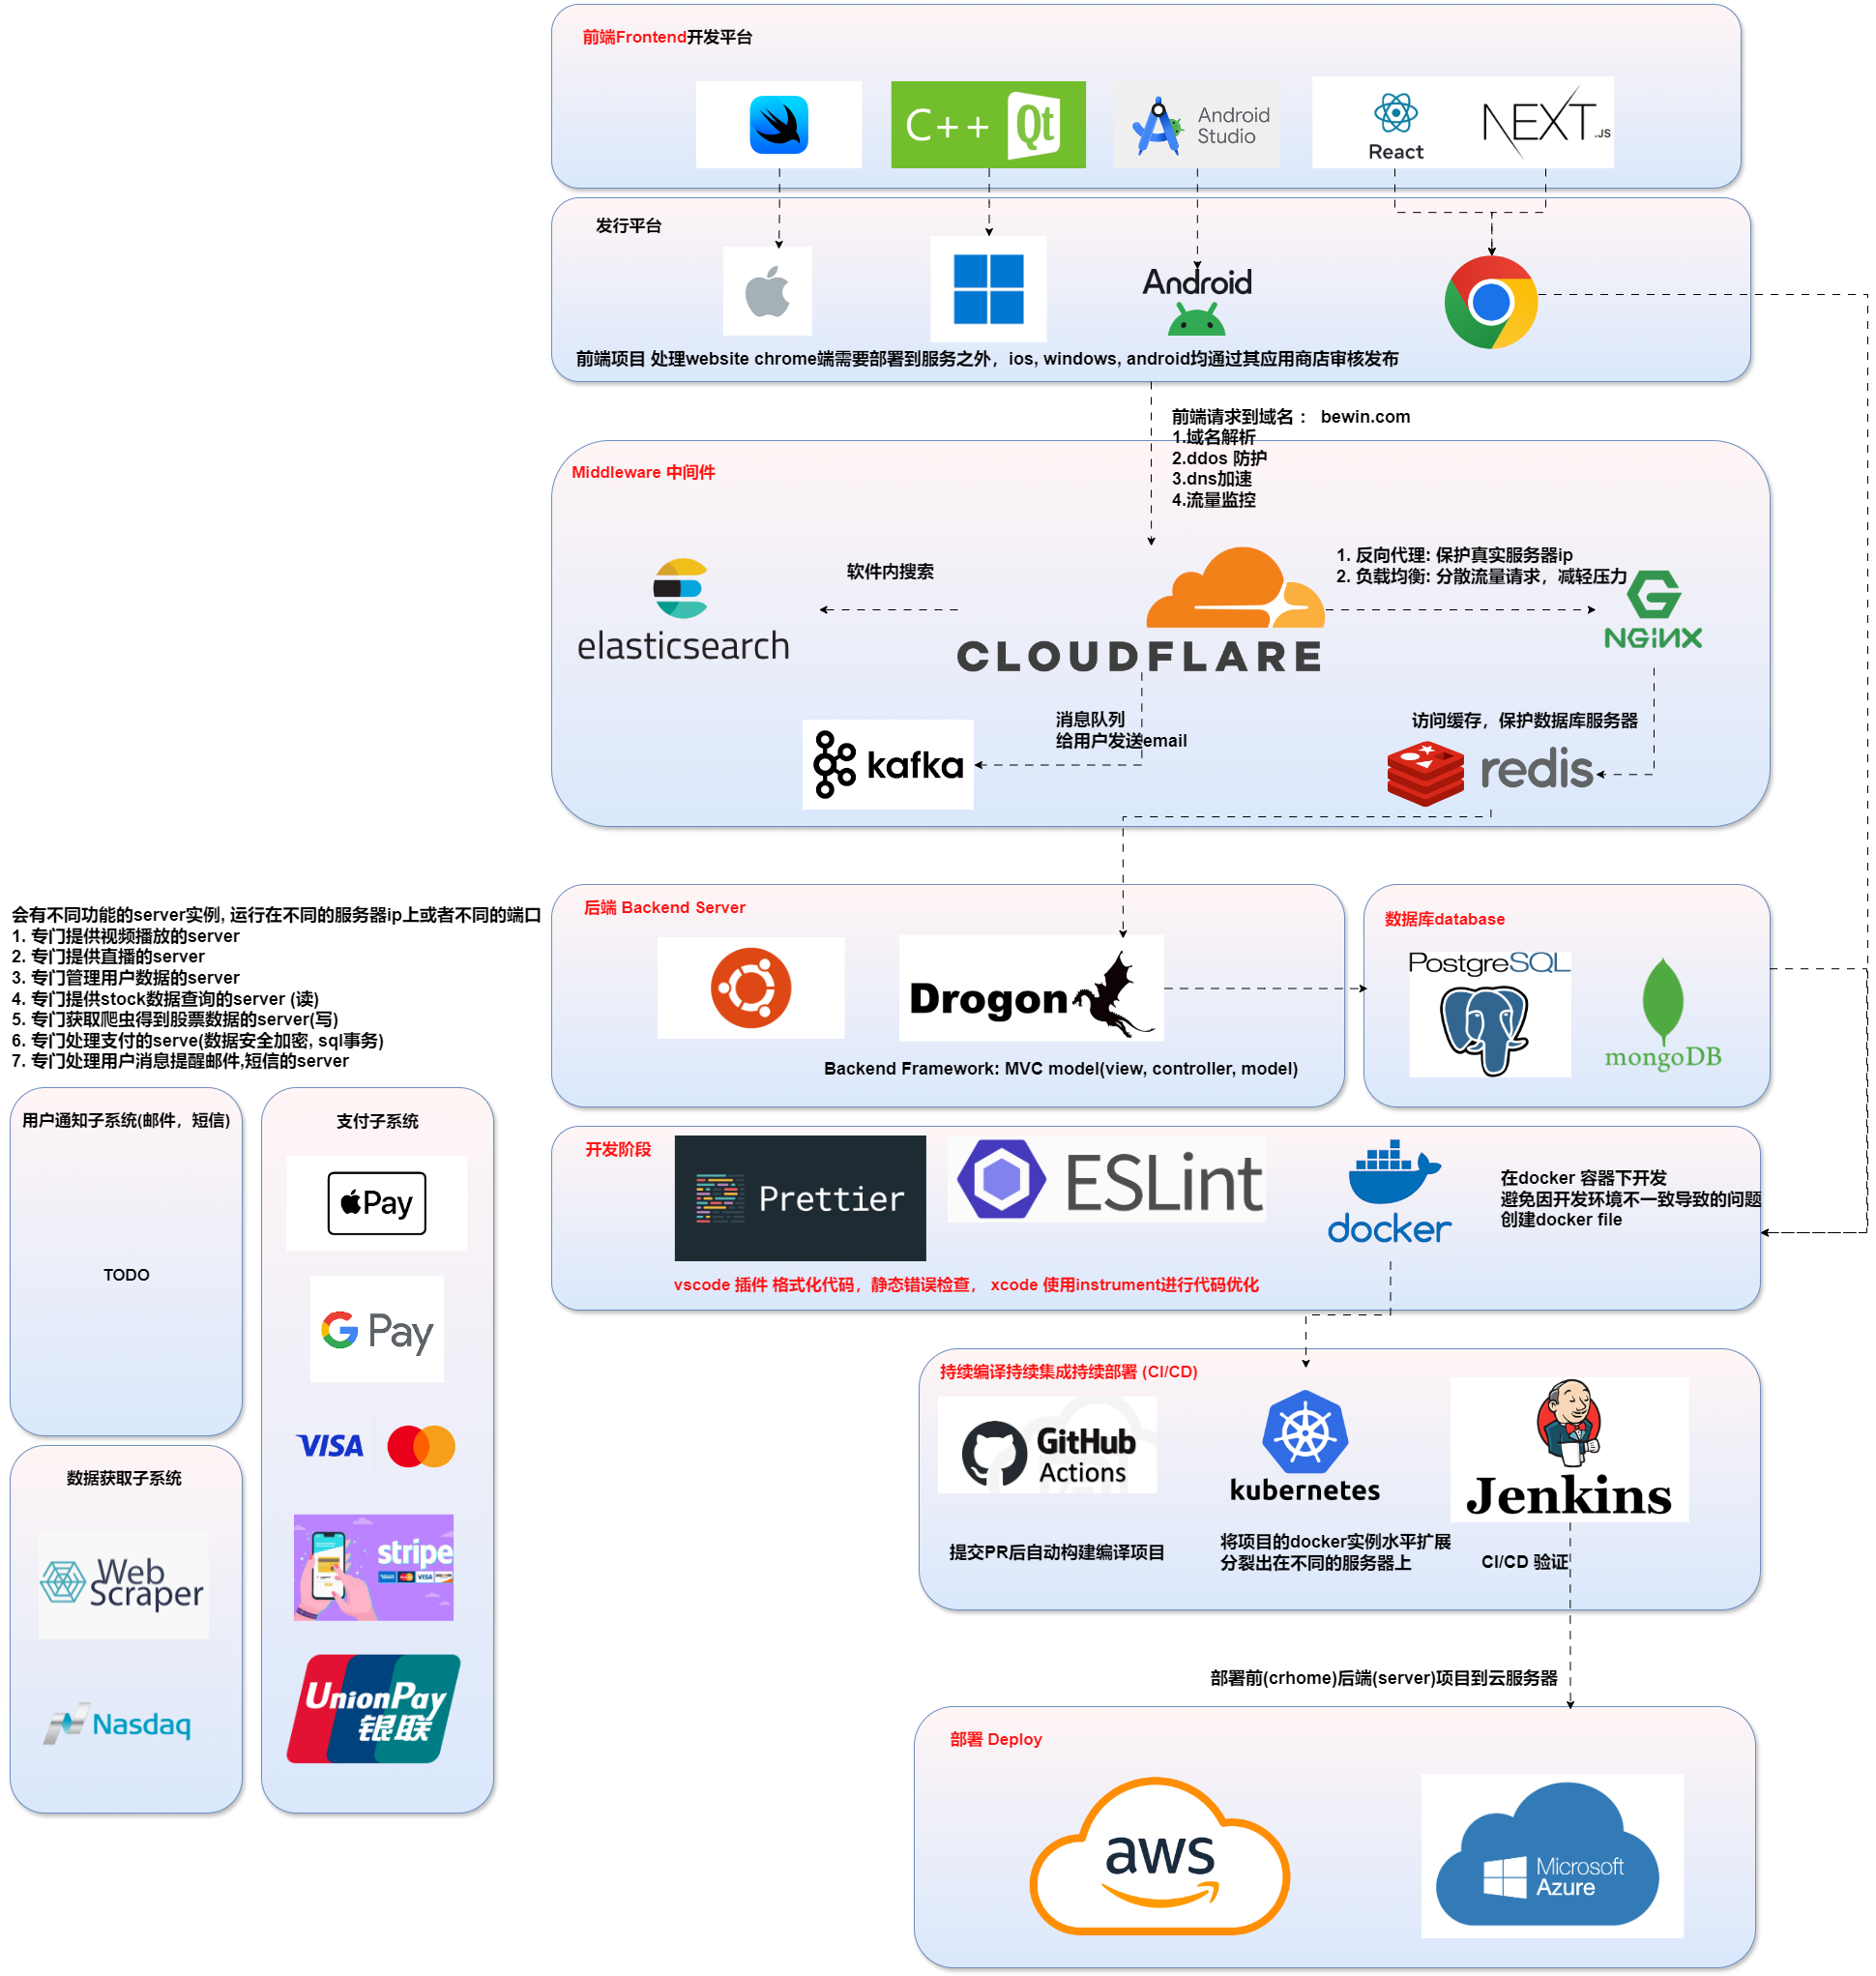 前端Frontend开发平台
C++ Qt
Android
Studio
React
NEXT.JS
发行平台
Android
前端项目 处理website chrome端需要部署到服务之外，ios, windows, android均通过其应用商店审核发布
前端请求到域名： bewin.com
1.域名解析
2.ddos 防护
3.dns加速
4.流量监控
Middleware 中间件
elasticsearch
软件内搜索
CLOUDFLARE
1. 反向代理: 保护真实服务器ip
2. 负载均衡: 分散流量请求，减轻压力
NGINX
消息队列
给用户发送email
kafka
访问缓存，保护数据库服务器
redis
会有不同功能的server实例, 运行在不同的服务器ip上或者不同的端口
1. 专门提供视频播放的server
2. 专门提供直播的server
3. 专门管理用户数据的server
4. 专门提供stock数据查询的server (读)
5. 专门获取爬虫得到股票数据的server(写)
6. 专门处理支付的serve(数据安全加密, sql事务)
7. 专门处理用户消息提醒邮件,短信的server
后端 Backend Server
Drogon
Backend Framework: MVC model(view, controller, model)
数据库database
PostgreSQL
mongoDB
用户通知子系统(邮件，短信)
TODO
支付子系统
Pay
G Pay
VISA
stripe
UnionPay
银联
数据获取子系统
Web
Scraper
Nasdaq
开发阶段
Prettier
ESLint
docker
在docker 容器下开发
避免因开发环境不一致导致的问题
创建docker file
vscode 插件 格式化代码，静态错误检查， xcode 使用instrument进行代码优化
持续编译持续集成持续部署 (CI/CD)
GitHub
Actions
kubernetes
Jenkins
提交PR后自动构建编译项目
将项目的docker实例水平扩展
分裂出在不同的服务器上
CI/CD 验证
部署前(crhome)后端(server)项目到云服务器
部署 Deploy
aws
Microsoft
Azure